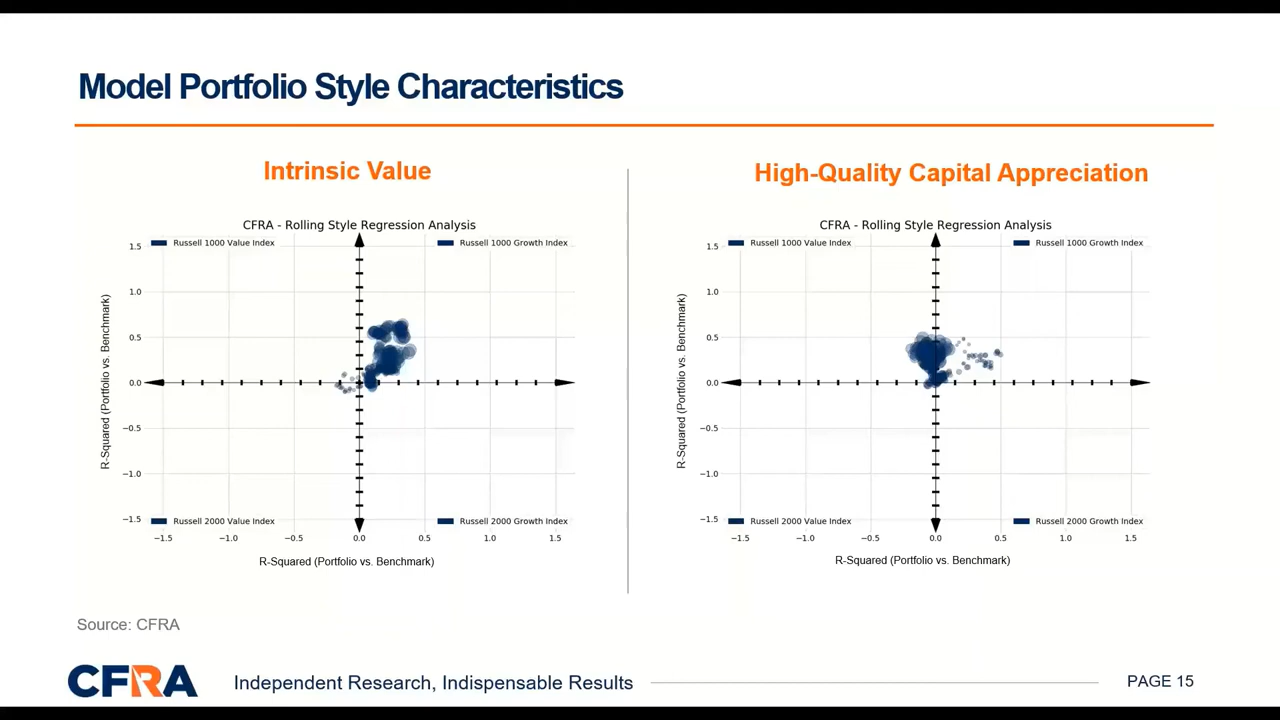 Model Portfolio Style Characteristics
Intrinsic Value
CFRA - Rolling Style Regression Analysis
Russell 1000 Value Index
Russell 1000 Growth Index
R-Squared (Portfolio vs. Benchmark)
1.5
1.0
0.5
0.0
−0.5
−1.0
−1.5
Russell 2000 Value Index
Russell 2000 Growth Index
−1.5 −1.0 −0.5 0.0 0.5 1.0 1.5
R-Squared (Portfolio vs. Benchmark)
High-Quality Capital Appreciation
CFRA - Rolling Style Regression Analysis
Russell 1000 Value Index
Russell 1000 Growth Index
R-Squared (Portfolio vs. Benchmark)
1.5
1.0
0.5
0.0
−0.5
−1.0
−1.5
Russell 2000 Value Index
Russell 2000 Growth Index
−1.5 −1.0 −0.5 0.0 0.5 1.0 1.5
R-Squared (Portfolio vs. Benchmark)
Source: CFRA
CFRA
Independent Research, Indispensable Results
PAGE 15